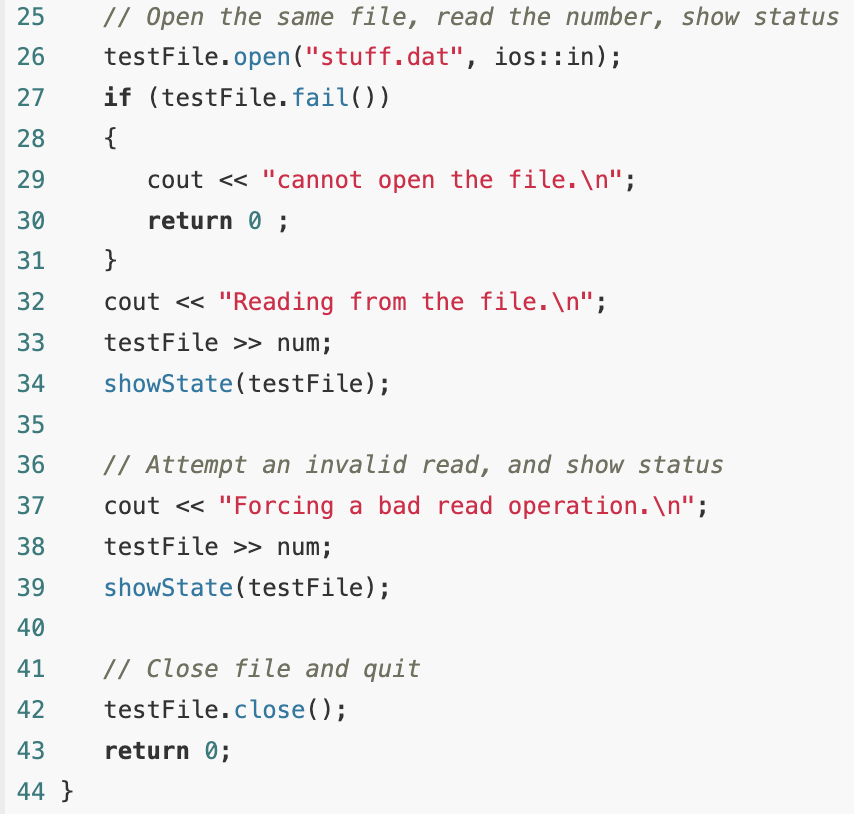 25    // Open the same file, read the number, show status
26    testFile.open("stuff.dat", ios::in);
27    if (testFile.fail())
28    {
29       cout << "cannot open the file.\n";
30       return 0 ;
31    }
32    cout << "Reading from the file.\n";
33    testFile >> num;
34    showState(testFile);
35
36    // Attempt an invalid read, and show status
37    cout << "Forcing a bad read operation.\n";
38    testFile >> num;
39    showState(testFile);
40
41    // Close file and quit
42    testFile.close();
43    return 0;
44 }